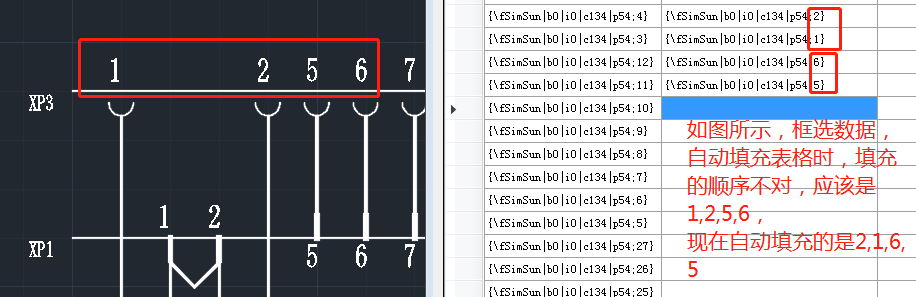 1 2 5 6 7
XP3
1 2
XP1
5 6 7
{\fSimSun|b0|i0|c134|p54;4} {\fSimSun|b0|i0|c134|p54;2}
{\fSimSun|b0|i0|c134|p54;3} {\fSimSun|b0|i0|c134|p54;1}
{\fSimSun|b0|i0|c134|p54;12} {\fSimSun|b0|i0|c134|p54;6}
{\fSimSun|b0|i0|c134|p54;11} {\fSimSun|b0|i0|c134|p54;5}
{\fSimSun|b0|i0|c134|p54;10}
{\fSimSun|b0|i0|c134|p54;9}
{\fSimSun|b0|i0|c134|p54;8}
{\fSimSun|b0|i0|c134|p54;7}
{\fSimSun|b0|i0|c134|p54;6}
{\fSimSun|b0|i0|c134|p54;5}
{\fSimSun|b0|i0|c134|p54;27}
{\fSimSun|b0|i0|c134|p54;26}
{\fSimSun|b0|i0|c134|p54;25}
如图所示，框选数据，
自动填充表格时，填充
的顺序不对，应该是
1,2,5,6，
现在自动填充的是2,1,6,
5